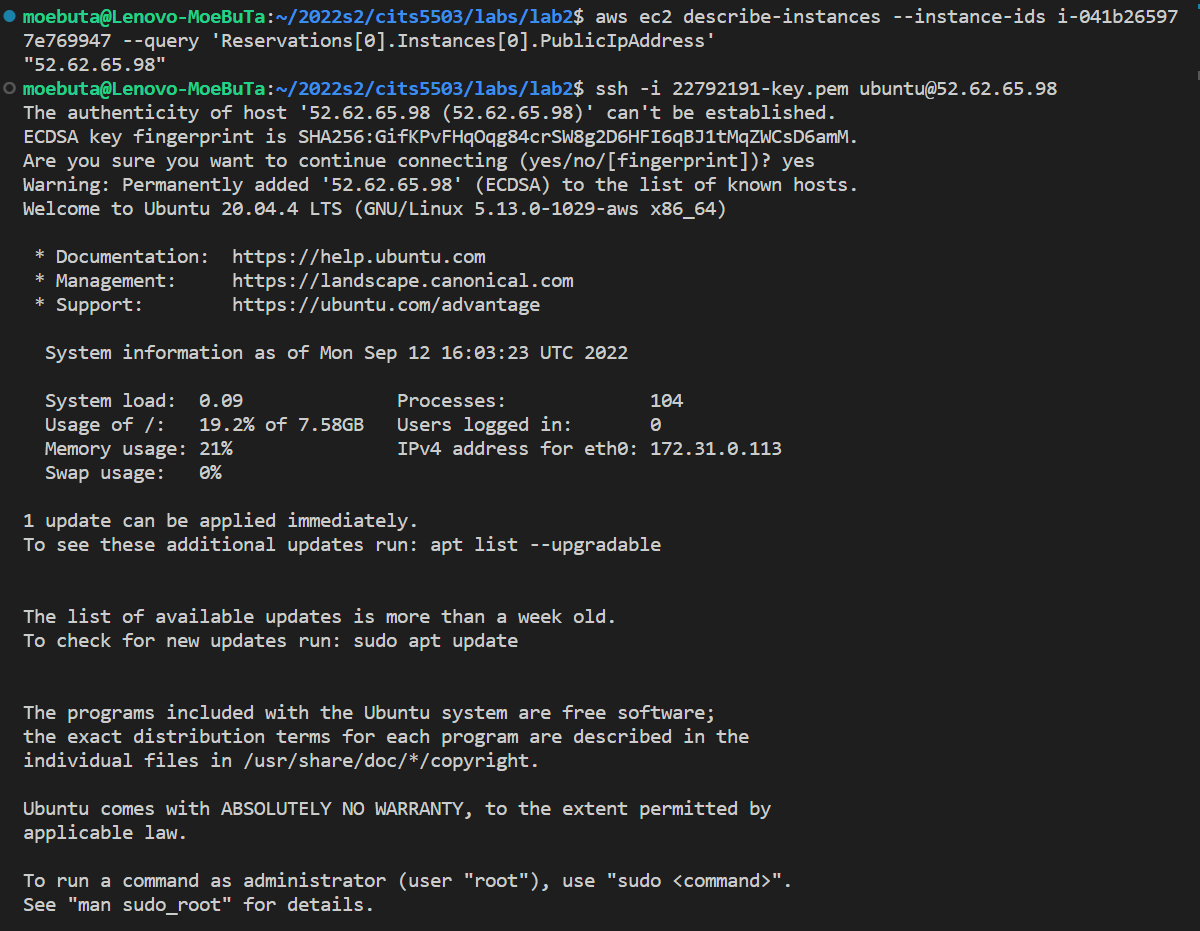 moebuta@Lenovo-MoeBuTa:~/2022s2/cits5503/labs/lab2$ aws ec2 describe-instances --instance-ids i-041b26597
7e769947 --query 'Reservations[0].Instances[0].PublicIpAddress'
"52.62.65.98"
moebuta@Lenovo-MoeBuTa:~/2022s2/cits5503/labs/lab2$ ssh -i 22792191-key.pem ubuntu@52.62.65.98
The authenticity of host '52.62.65.98 (52.62.65.98)' can't be established.
ECDSA key fingerprint is SHA256:GifKPvFHqOqg84crSW8g2D6HFI6qBJ1tMqZWCsD6amM.
Are you sure you want to continue connecting (yes/no/[fingerprint])? yes
Warning: Permanently added '52.62.65.98' (ECDSA) to the list of known hosts.
Welcome to Ubuntu 20.04.4 LTS (GNU/Linux 5.13.0-1029-aws x86_64)
* Documentation:  https://help.ubuntu.com
* Management:     https://landscape.canonical.com
* Support:        https://ubuntu.com/advantage
System information as of Mon Sep 12 16:03:23 UTC 2022
System load:  0.09              Processes:             104
Usage of /:   19.2% of 7.58GB   Users logged in:       0
Memory usage: 21%               IPv4 address for eth0: 172.31.0.113
Swap usage:   0%
1 update can be applied immediately.
To see these additional updates run: apt list --upgradable
The list of available updates is more than a week old.
To check for new updates run: sudo apt update
The programs included with the Ubuntu system are free software;
the exact distribution terms for each program are described in the
individual files in /usr/share/doc/*/copyright.
Ubuntu comes with ABSOLUTELY NO WARRANTY, to the extent permitted by
applicable law.
To run a command as administrator (user "root"), use "sudo <command>".
See "man sudo_root" for details.